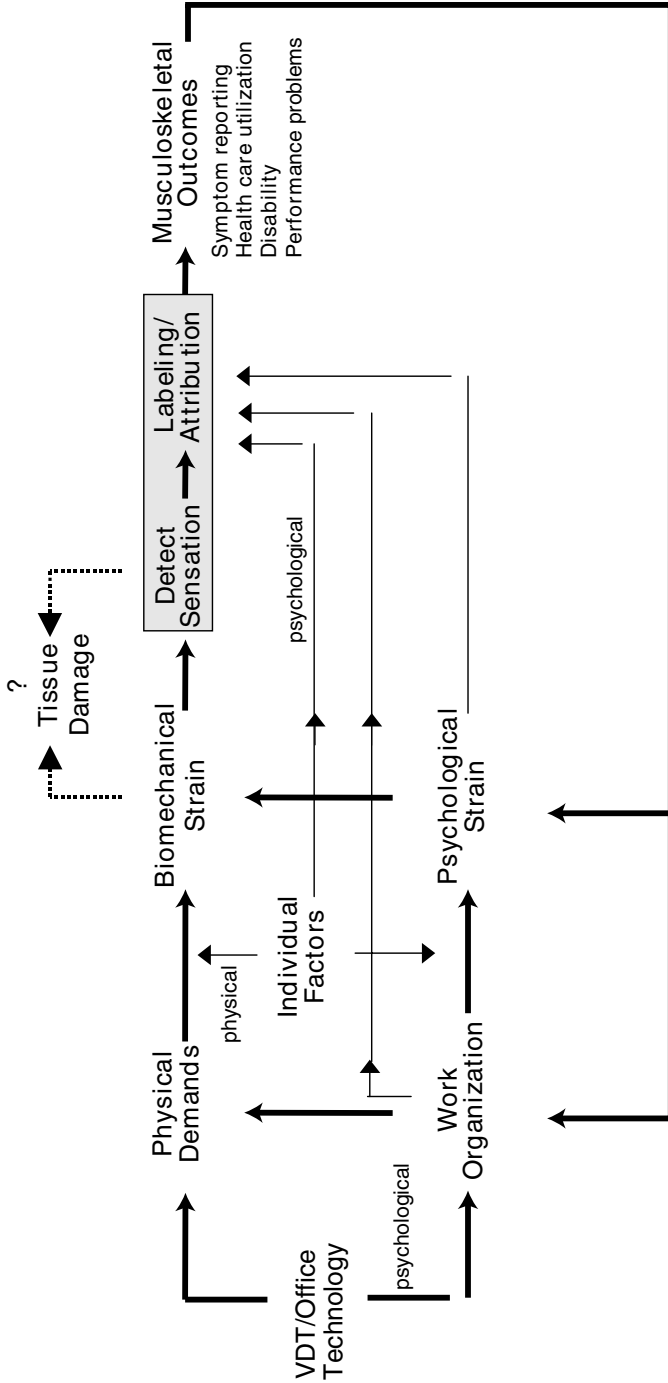 VDT/Office
Technology
psychological
Physical
Demands
Work
Organization
physical
Individual
Factors
Biomechanical
Strain
Psychological
Strain
?
Tissue
Damage
Detect
Sensation
Labeling/
Attribution
psychological
Musculoskeletal
Outcomes
Symptom reporting
Health care utilization
Disability
Performance problems